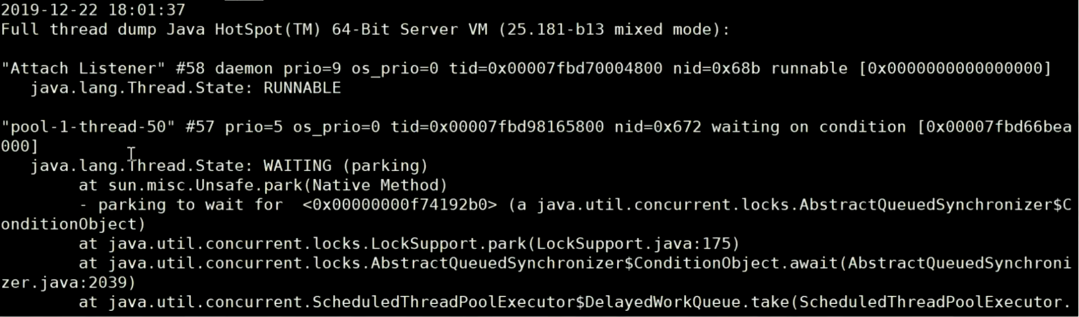 2019-12-22 18:01:37
Full thread dump Java HotSpot(TM) 64-Bit Server VM (25.181-b13 mixed mode):
"Attach Listener" #58 daemon prio=9 os_prio=0 tid=0x00007fbd70004800 nid=0x68b runnable [0x0000000000000000]
java.lang.Thread.State: RUNNABLE
"pool-1-thread-50" #57 prio=5 os_prio=0 tid=0x00007fbd98165800 nid=0x672 waiting on condition [0x00007fbd66bea
000]
java.lang.Thread.State: WAITING (parking)
at sun.misc.Unsafe.park(Native Method)
- parking to wait for  <0x00000000f74192b0> (a java.util.concurrent.locks.AbstractQueuedSynchronizer$C
onditionObject)
at java.util.concurrent.locks.LockSupport.park(LockSupport.java:175)
at java.util.concurrent.locks.AbstractQueuedSynchronizer$ConditionObject.await(AbstractQueuedSynchroni
zer.java:2039)
at java.util.concurrent.ScheduledThreadPoolExecutor$DelayedWorkQueue.take(ScheduledThreadPoolExecutor.